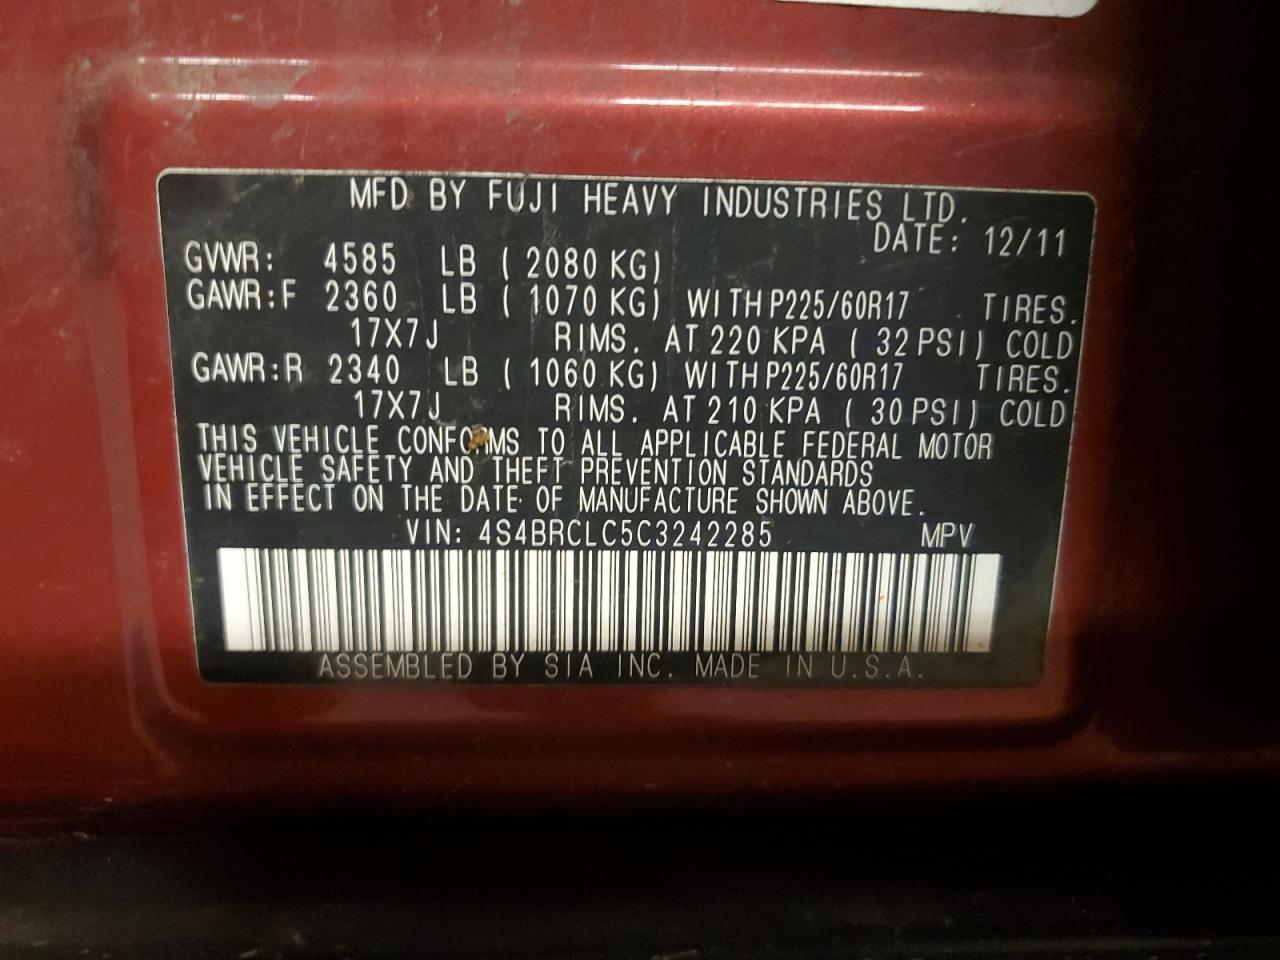 MFD BY FUJI HEAVY INDUSTRIES LTD.
DATE: 12/11
GVWR: 4585 LB ( 2080 KG)
GAWR:F 2360 LB ( 1070 KG) WITH P225/60R17 TIRES.
17X7J RIMS. AT 220 KPA ( 32 PSI) COLD
GAWR:R 2340 LB ( 1060 KG) WITH P225/60R17 TIRES.
17X7J RIMS. AT 210 KPA ( 30 PSI) COLD
THIS VEHICLE CONFORMS TO ALL APPLICABLE FEDERAL MOTOR
VEHICLE SAFETY AND THEFT PREVENTION STANDARDS
IN EFFECT ON THE DATE OF MANUFACTURE SHOWN ABOVE.
VIN: 4S4BRCLC5C3242285 MPV
ASSEMBLED BY SIA INC. MADE IN U.S.A.